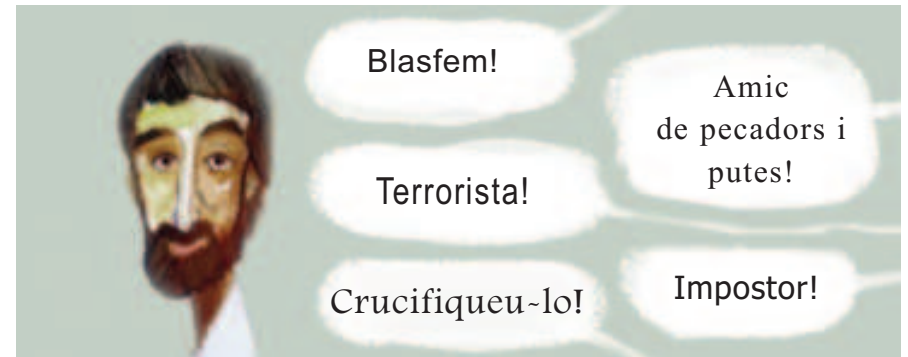 Blasfem!
Amic
de pecadors i
putes!
Terrorista!
Crucifiqueu-lo!
Impostor!